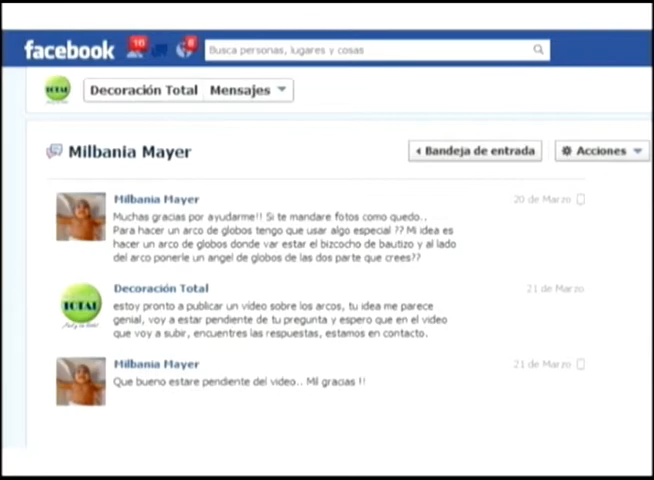 facebook
10
8
Busca personas, lugares y cosas
TOTAL
Decoración Total
Mensajes
Milbania Mayer
Bandeja de entrada
Acciones
Milbania Mayer
20 de Marzo
Muchas gracias por ayudarme!! Si te mandare fotos como quedo..
Para hacer un arco de globos tengo que usar algo especial ?? Mi idea es
hacer un arco de globos donde var estar el bizcocho de bautizo y al lado
del arco ponerle un angel de globos de las dos parte que crees??
Decoración Total
21 de Marzo
TOTAL
estoy pronto a publicar un vídeo sobre los arcos, tu idea me parece
genial, voy a estar pendiente de tu pregunta y espero que en el video
que voy a subir, encuentres las respuestas, estamos en contacto.
Milbania Mayer
21 de Marzo
Que bueno estare pendiente del video.. Mil gracias !!